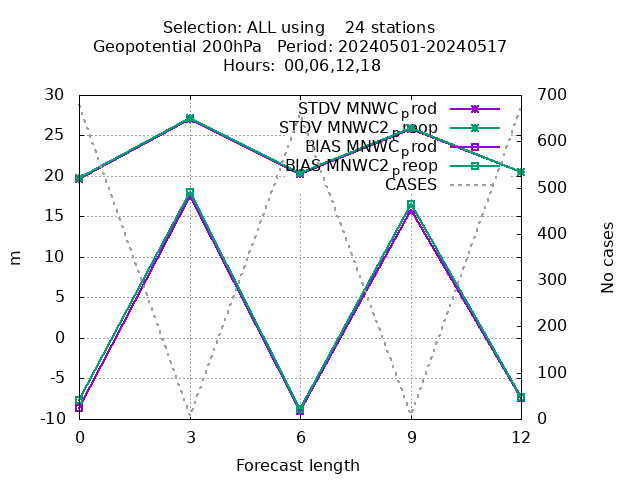 Selection: ALL using    24 stations
Geopotential 200hPa   Period: 20240501-20240517
Hours: 00,06,12,18
STDV MNWC_prod
STDV MNWC2_preop
BIAS MNWC_prod
BIAS MNWC2_preop
CASES
30
25
20
15
10
5
0
-5
-10
m
700
600
500
400
300
200
100
0
No cases
0 3 6 9 12
Forecast length